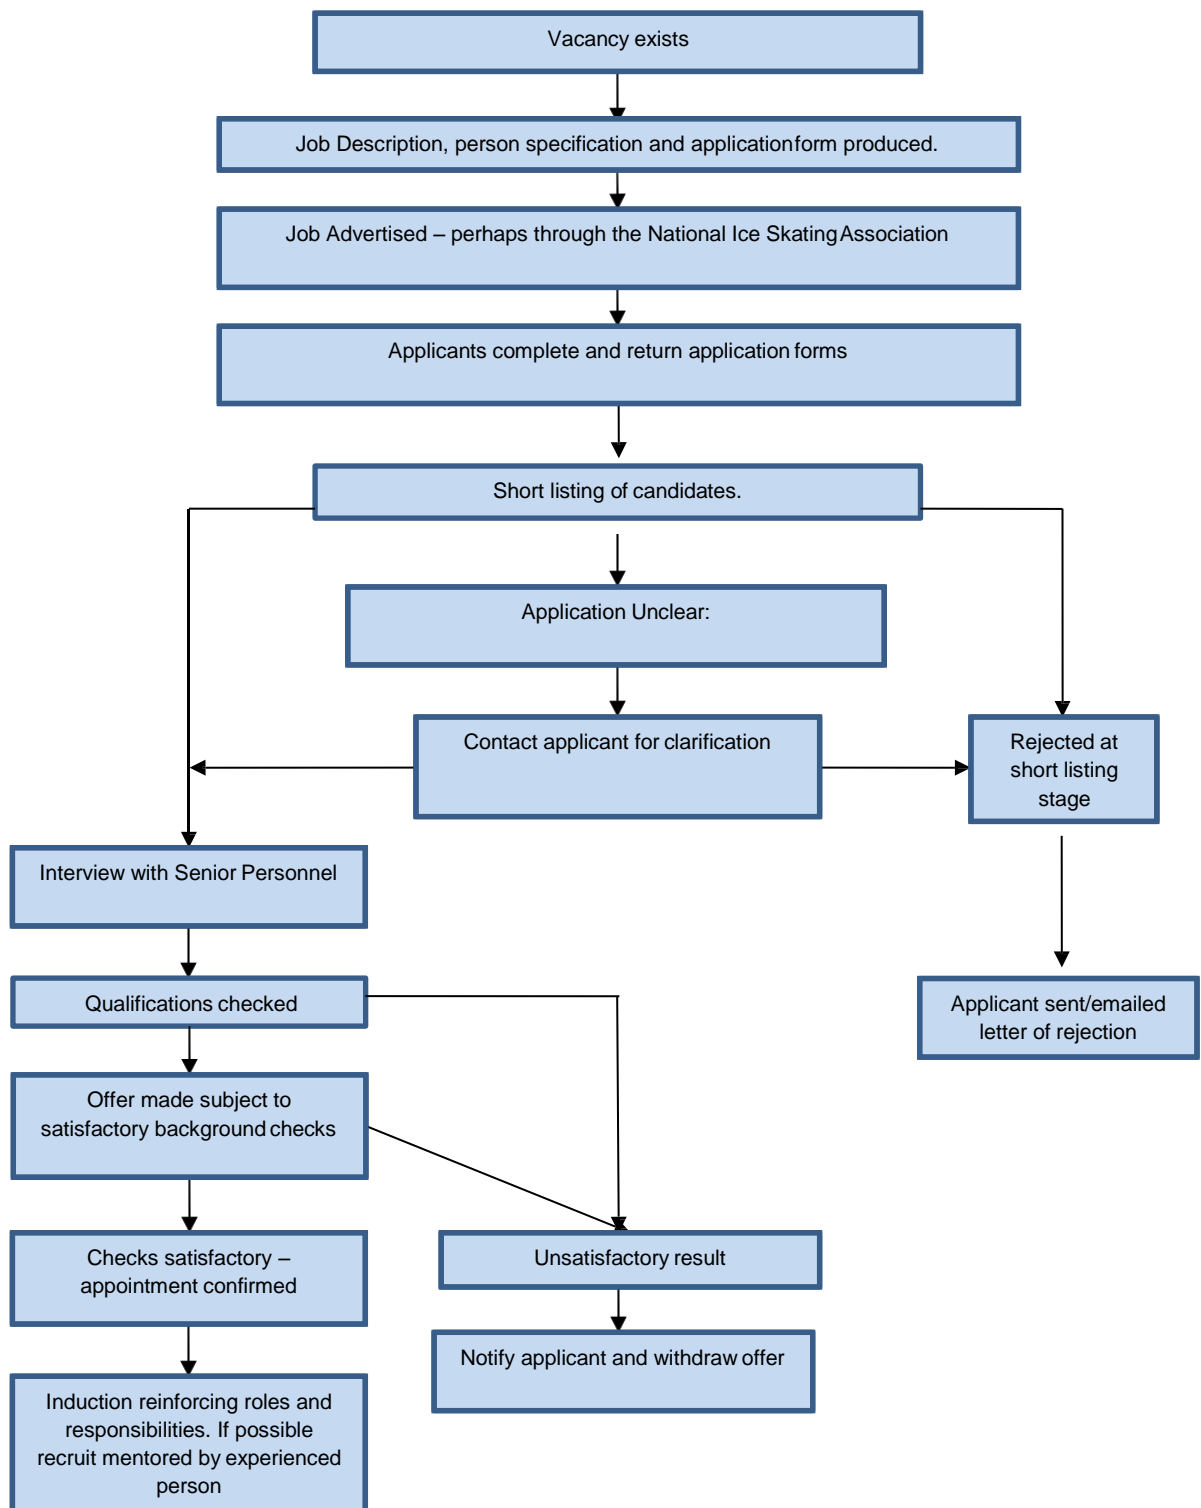 Vacancy exists
Job Description, person specification and applicationform produced.
Job Advertised – perhaps through the National Ice SkatingAssociation
Applicants complete and return application forms
Short listing of candidates.
Application Unclear:
Contact applicant for clarification
Rejected at
short listing
stage
Interview with Senior Personnel
Qualifications checked
Applicant sent/emailed
letter of rejection
Offer made subject to
satisfactory background checks
Checks satisfactory –
appointment confirmed
Unsatisfactory result
Notify applicant and withdraw offer
Induction reinforcing roles and
responsibilities. If possible
recruit mentored by experienced
person